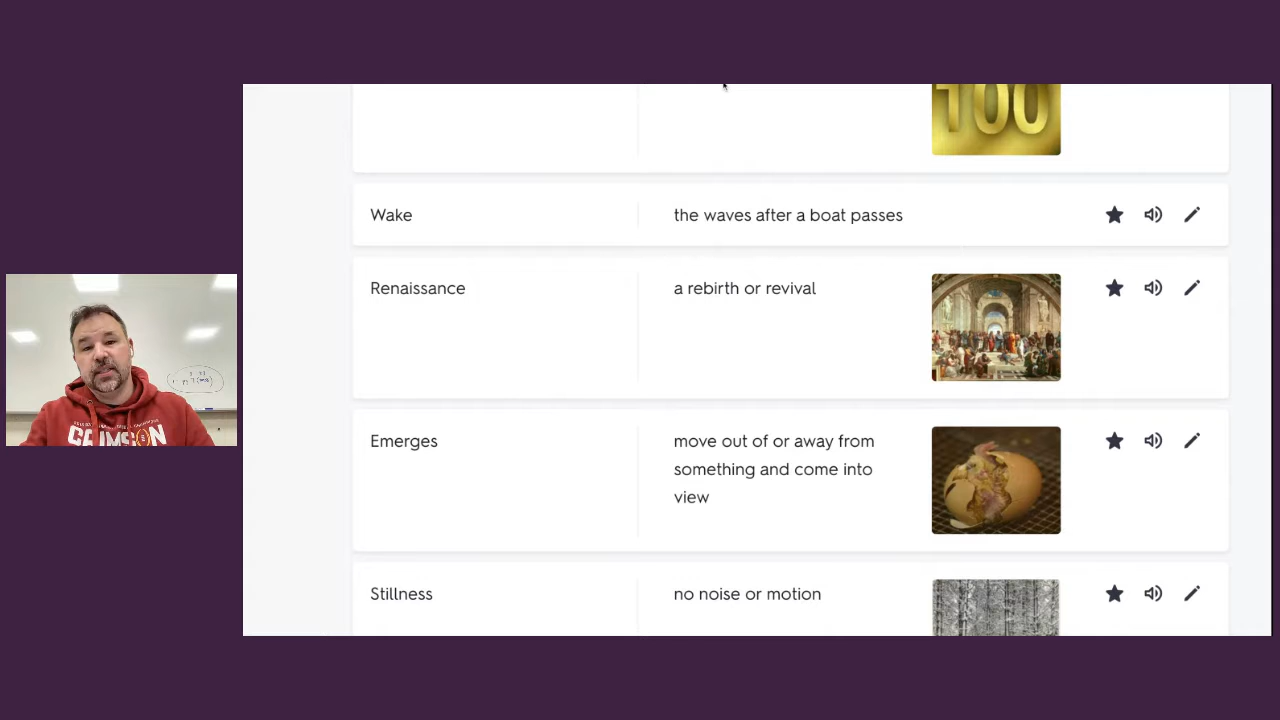 100
Wake
the waves after a boat passes
Renaissance
a rebirth or revival
Emerges
move out of or away from
something and come into
view
Stillness
no noise or motion
CRIMSON